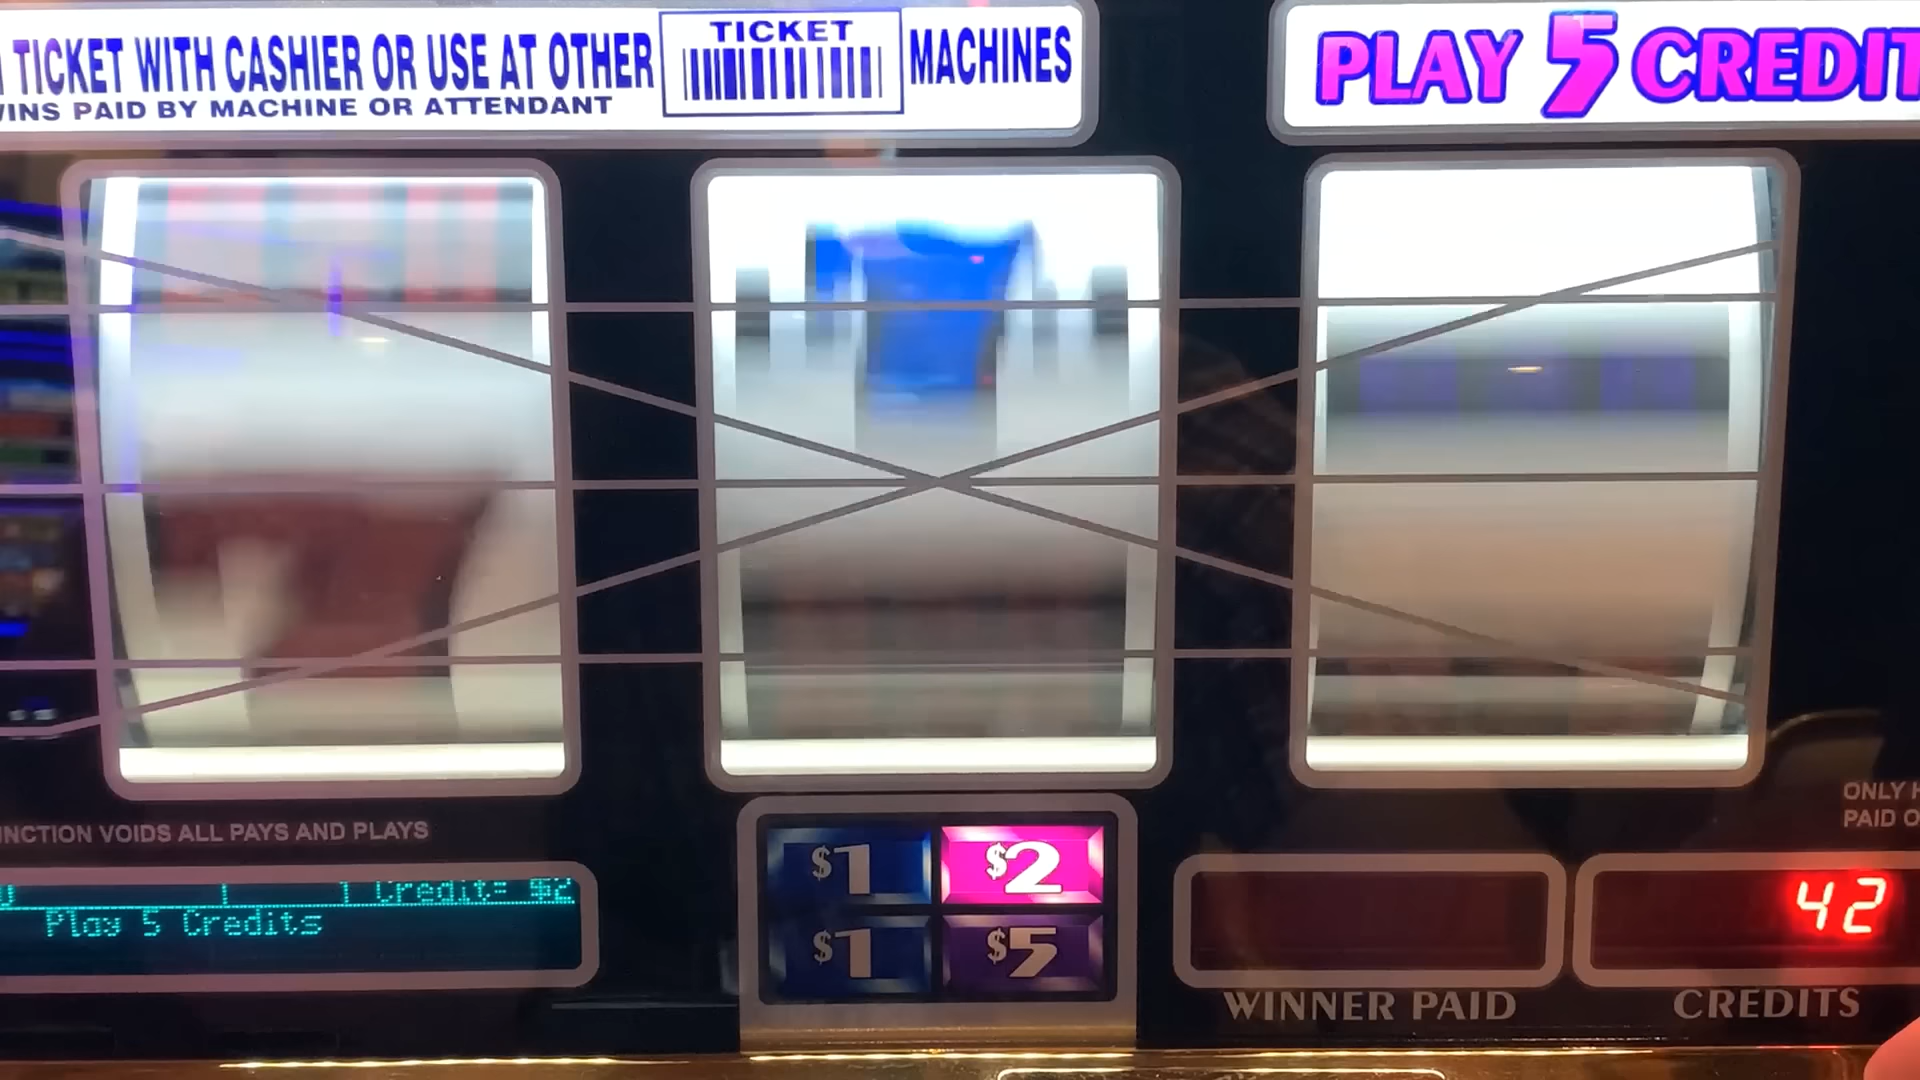 TICKET WITH CASHIER OR USE AT OTHER TICKET MACHINES
WINS PAID BY MACHINE OR ATTENDANT
PLAY 5 CREDIT
ALL PAYS AND PLAYS VOIDS
ONLY
PAID
1 Credit= $2
Play 5 Credits
$1 $2
$1 $5
42
WINNER PAID
CREDITS